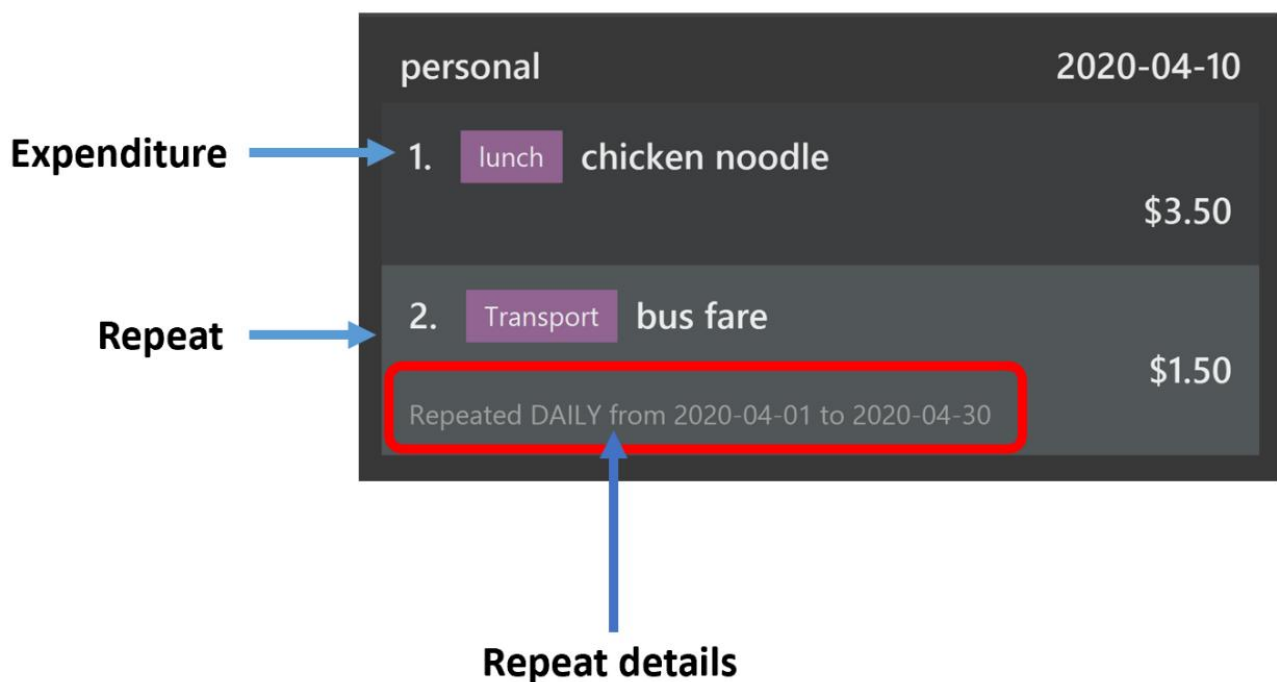 personal 2020-04-10
Expenditure 1. lunch chicken noodle
$3.50
Repeat 2. Transport bus fare
$1.50
Repeated DAILY from 2020-04-01 to 2020-04-30
Repeat details